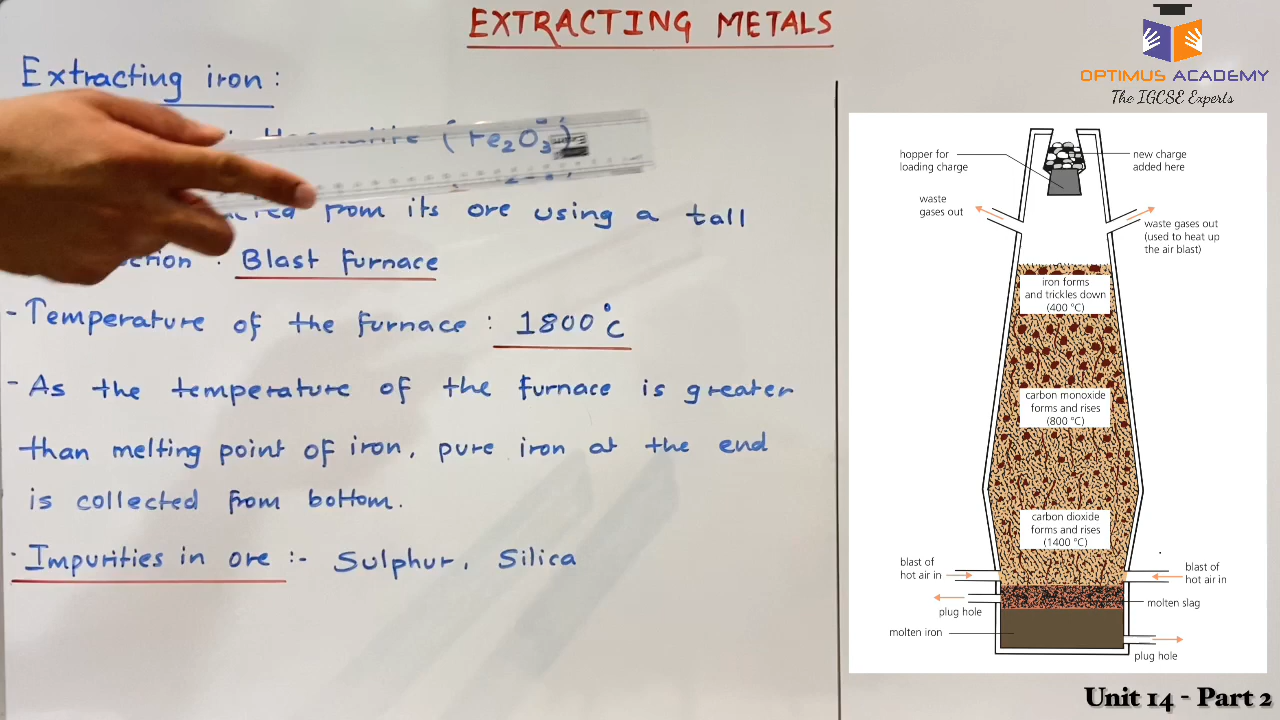 EXTRACTING METALS
OPTIMUS ACADEMY
The IGCSE Experts
Extracting iron :
(Fe2O3)
from its ore using a tall
: Blast Furnace
- Temperature of the furnace : 1800°C
- As the temperature of the furnace is greater
than melting point of iron, pure iron at the end
is collected from bottom.
- Impurities in ore :- Sulphur, Silica
hopper for
loading charge
new charge
added here
waste
gases out
waste gases out
(used to heat up
the air blast)
iron forms
and trickles down
(400 °C)
carbon monoxide
forms and rises
(800 °C)
carbon dioxide
forms and rises
(1400 °C)
blast of
hot air in
blast of
hot air in
plug hole
molten slag
molten iron
plug hole
Unit 14 - Part 2